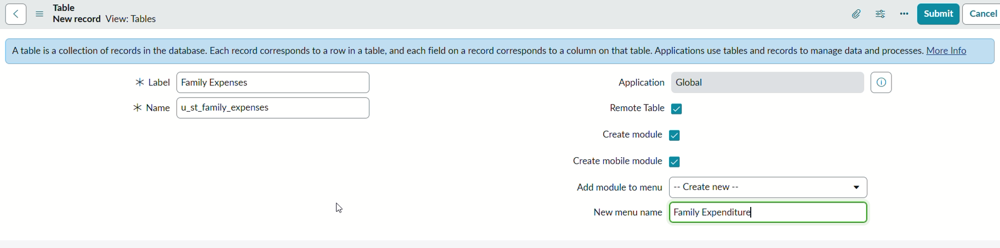 Table
New record View: Tables
Submit
Cancel
A table is a collection of records in the database. Each record corresponds to a row in a table, and each field on a record corresponds to a column on that table. Applications use tables and records to manage data and processes. More Info
* Label Family Expenses
Application Global
* Name u_st_family_expenses
Remote Table
Create module
Create mobile module
Add module to menu -- Create new --
New menu name Family Expenditure